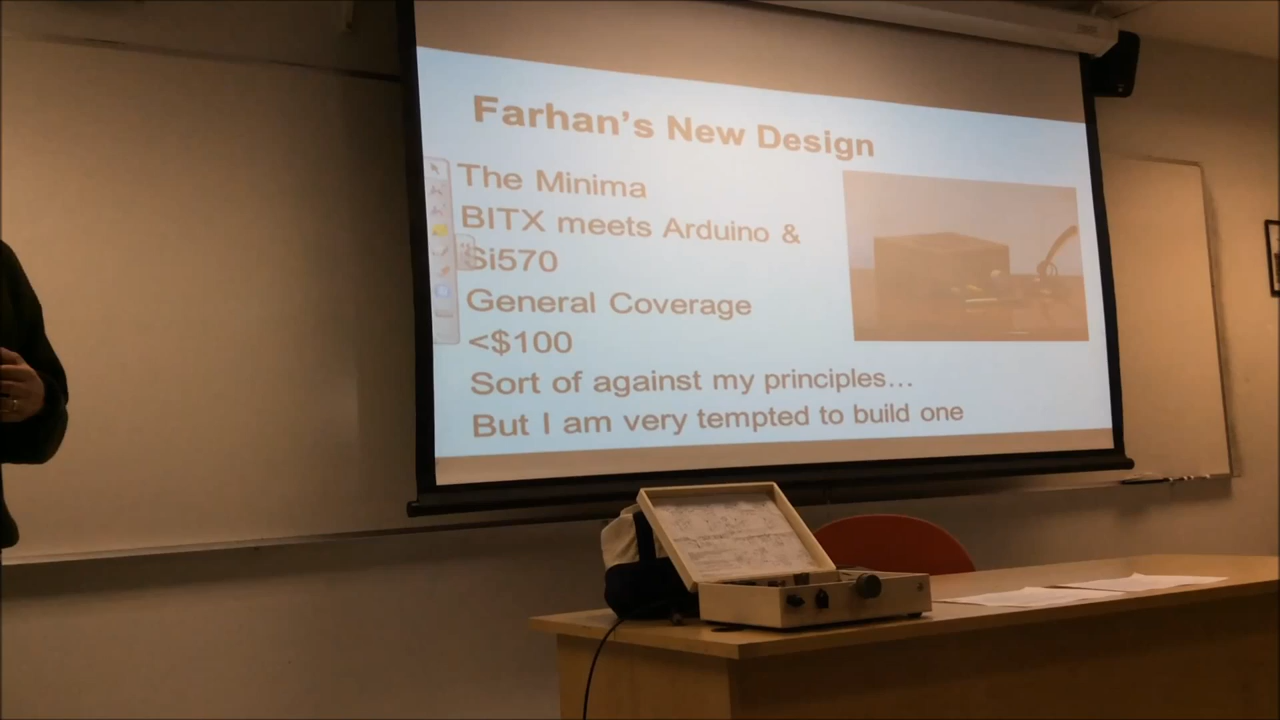 Farhan's New Design
The Minima
BITX meets Arduino &
Si570
General Coverage
<$100
Sort of against my principles...
But I am very tempted to build one